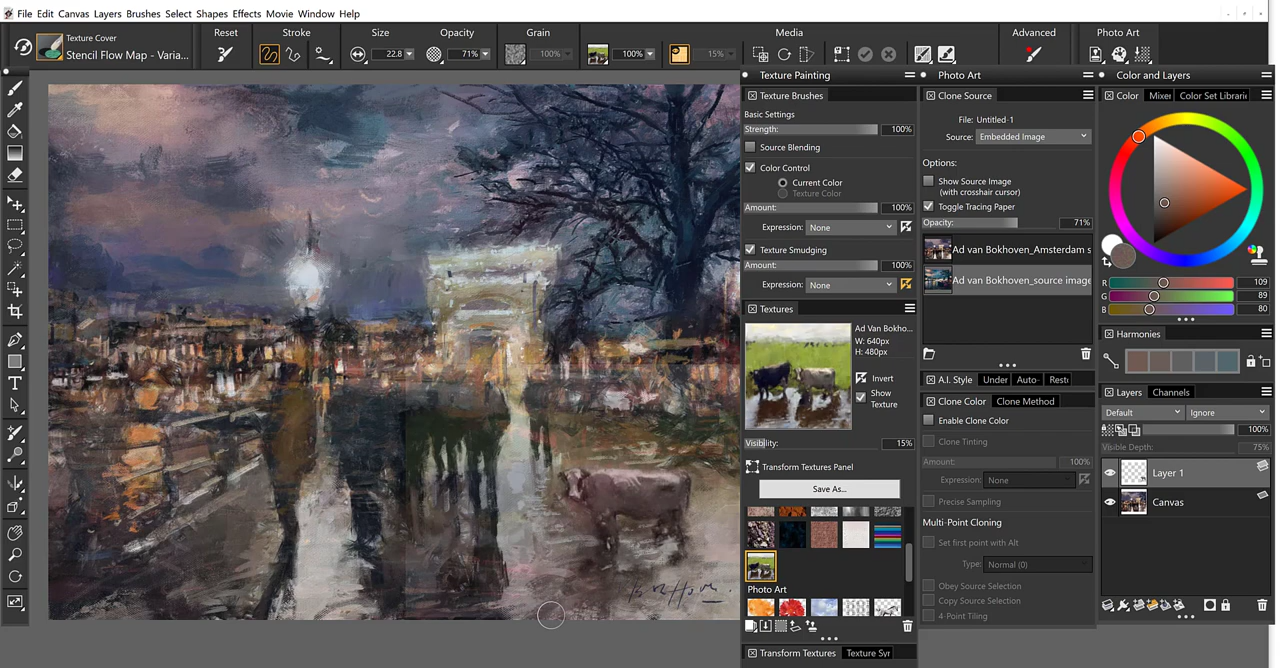 File Edit Canvas Layers Brushes Select Shapes Effects Movie Window Help
Texture Cover
Stencil Flow Map - Varia...
Reset
Stroke
Size
22.8
Opacity
71%
Grain
100%
100%
15%
Media
Advanced
Photo Art
Texture Painting
Texture Brushes
Basic Settings
Strength: 100%
Source Blending
Color Control
Current Color
Texture Color
Amount: 100%
Expression: None
Texture Smudging
Amount: 100%
Expression: None
Textures
Ad Van Bokho...
W: 640px
H: 480px
Invert
Show
Texture
Visibility: 15%
Transform Textures Panel
Save As...
Photo Art
Transform Textures Texture Syn
Photo Art
Clone Source
File: Untitled-1
Source: Embedded Image
Options:
Show Source Image
(with crosshair cursor)
Toggle Tracing Paper
Opacity: 71%
Ad van Bokhoven_Amsterdam s
Ad van Bokhoven_source image
A.I. Style Under Auto- Rest
Clone Color Clone Method
Enable Clone Color
Clone Tinting
Amount: 100%
Expression: None
Precise Sampling
Multi-Point Cloning
Set first point with Alt
Type: Normal (0)
Obey Source Selection
Copy Source Selection
4-Point Tiling
Color and Layers
Color Mixer Color Set Librari
R 109
G 89
B 80
Harmonies
Layers Channels
Default Ignore
100%
Visible Depth: 75%
Layer 1
Canvas